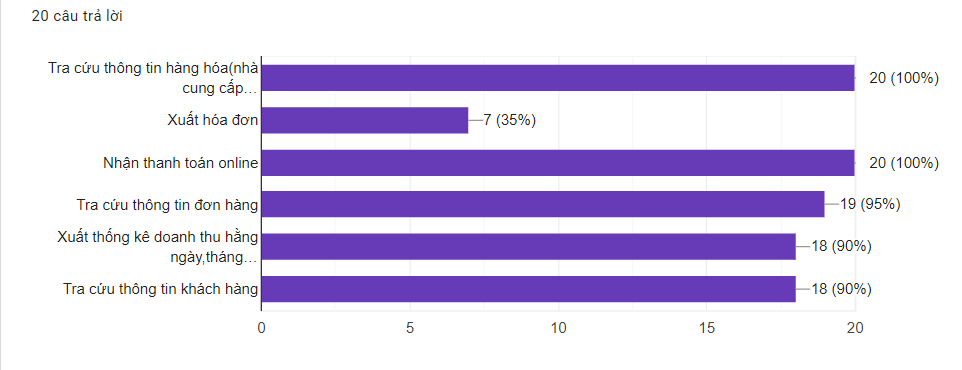 20 câu trả lời
Tra cứu thông tin hàng hóa(nhà
cung cấp…
20 (100%)
Xuất hóa đơn
7 (35%)
Nhận thanh toán online
20 (100%)
Tra cứu thông tin đơn hàng
19 (95%)
Xuất thống kê doanh thu hằng
ngày,tháng…
18 (90%)
Tra cứu thông tin khách hàng
18 (90%)
0 5 10 15 20